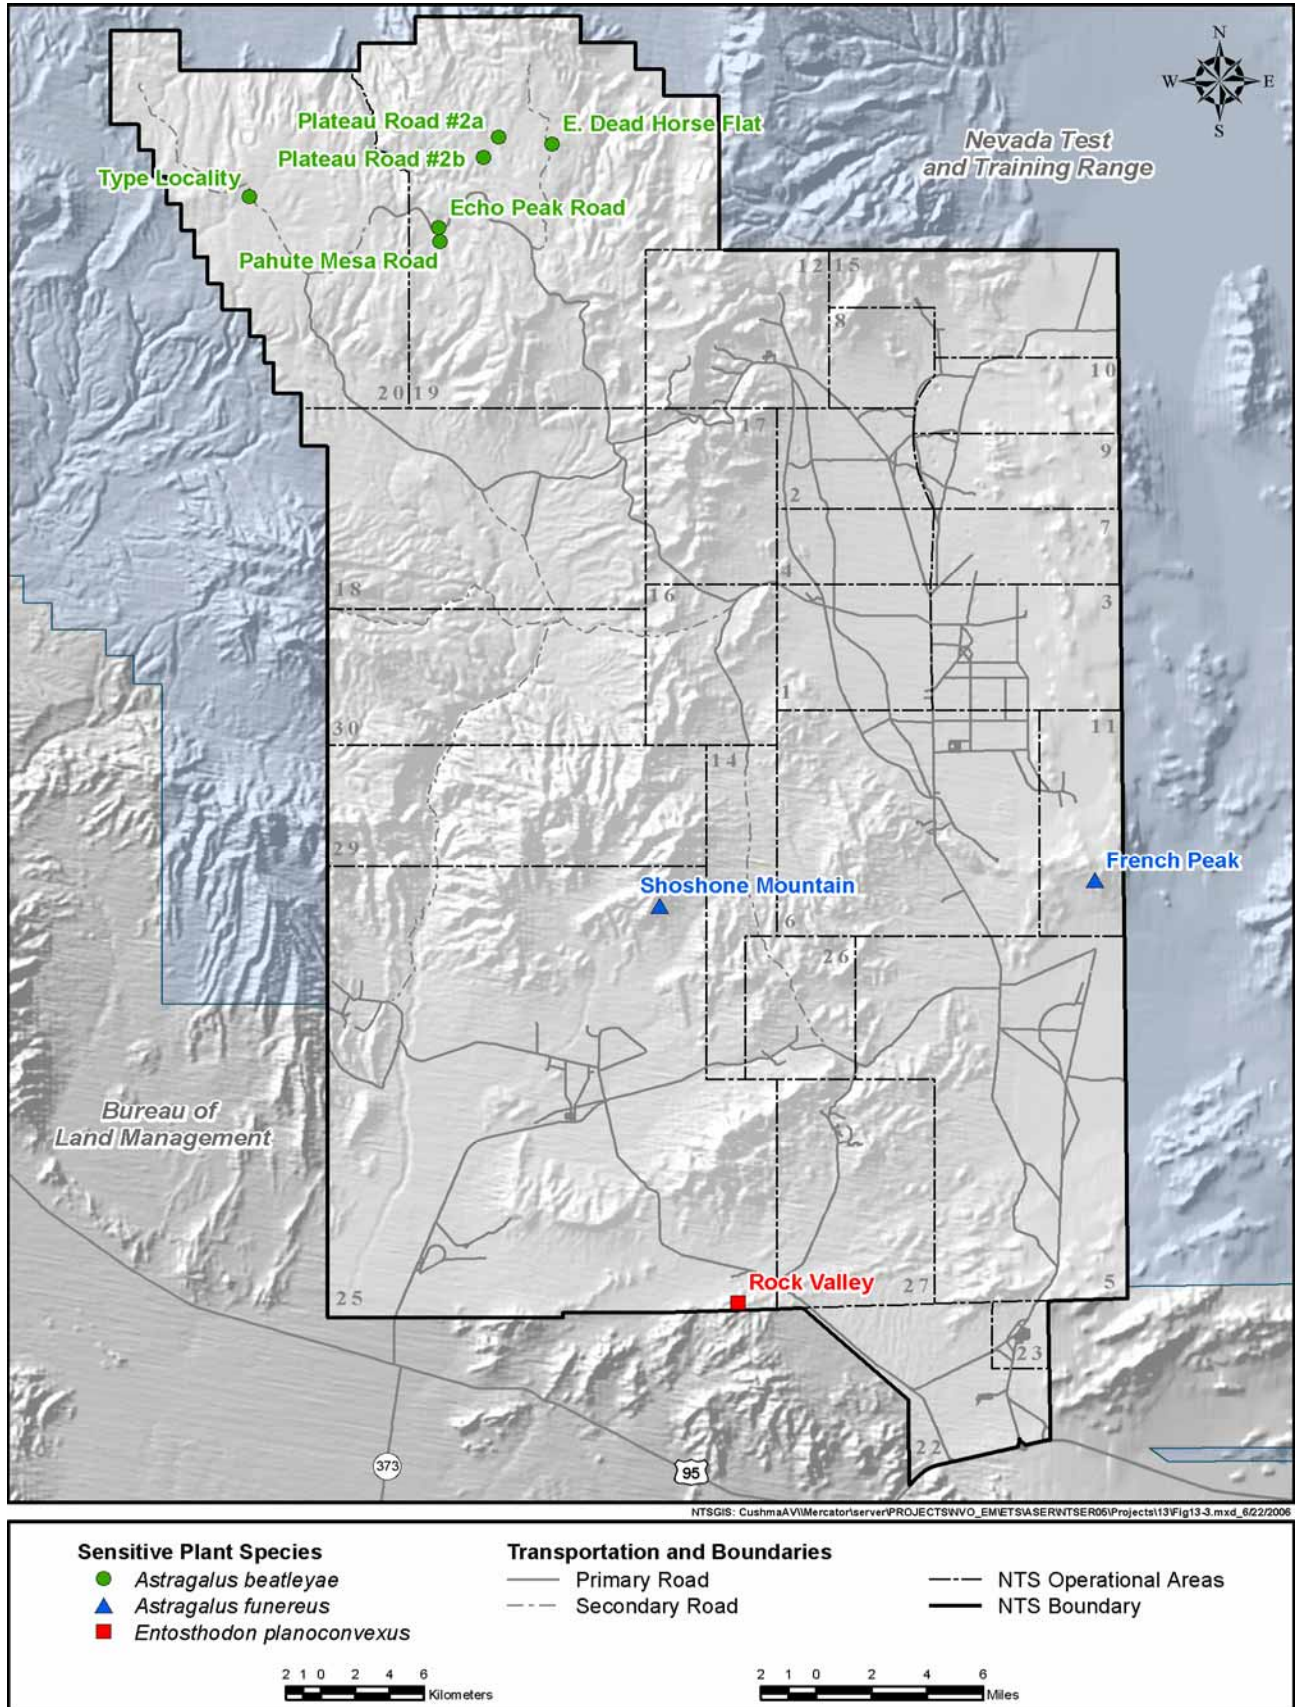 N
W E
S
Plateau Road #2a
E. Dead Horse Flat
Nevada Test
and Training Range
Plateau Road #2b
Type Locality
Echo Peak Road
Pahute Mesa Road
12 15
8
10
20 19
17
9
2
7
18
16
4
3
1
30
11
14
29
French Peak
Shoshone Mountain
6
26
Bureau of
Land Management
Rock Valley
25
27
5
23
22
373
95
NTSGIS: CushmaAV\\Mercator\server\PROJECTS\NVO_EM\ETS\ASER\NTSER05\Projects\13\Fig13-3.mxd_6/22/2006
Sensitive Plant Species
Astragalus beatleyae
Astragalus funereus
Entosthodon planoconvexus
Transportation and Boundaries
Primary Road
Secondary Road
NTS Operational Areas
NTS Boundary
2 1 0 2 4 6
Kilometers
2 1 0 2 4 6
Miles